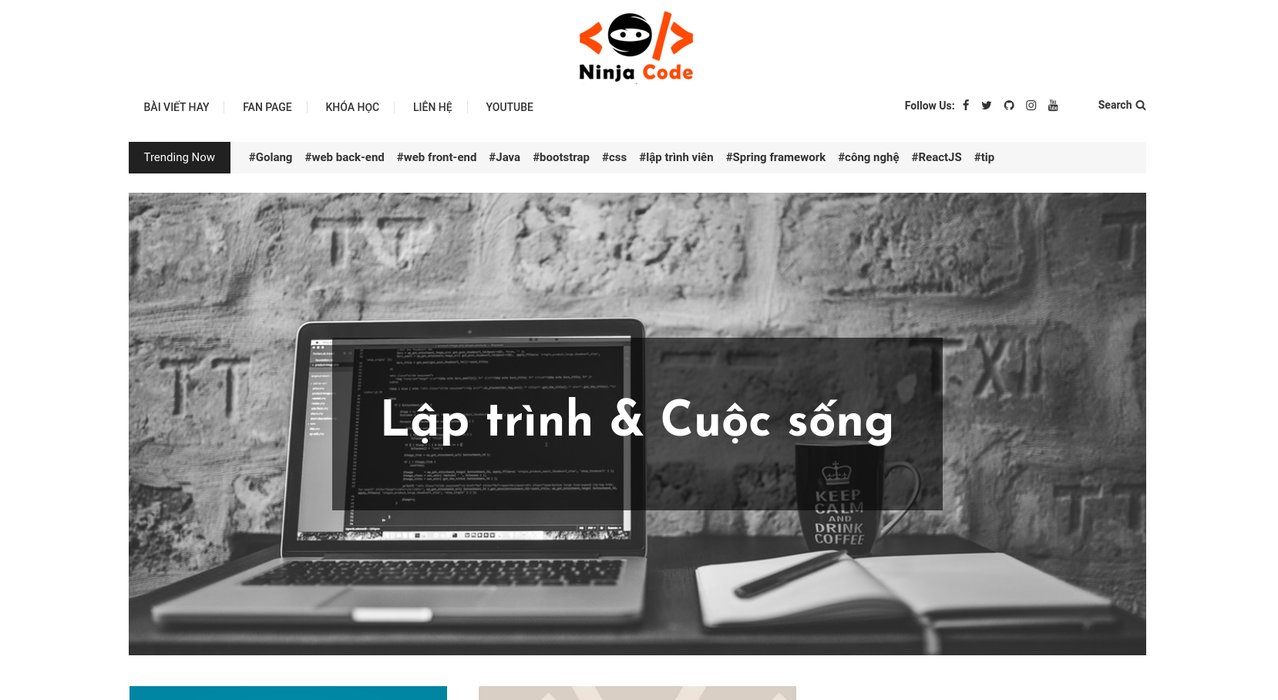 Ninja Code
BÀI VIẾT HAY FAN PAGE KHÓA HỌC LIÊN HỆ YOUTUBE Follow Us: Search
Trending Now #Golang #web back-end #web front-end #Java #bootstrap #css #lập trình viên #Spring framework #công nghệ #ReactJS #tip
Lập trình & Cuộc sống
KEEP
CALM
AND
DRINK
COFFEE